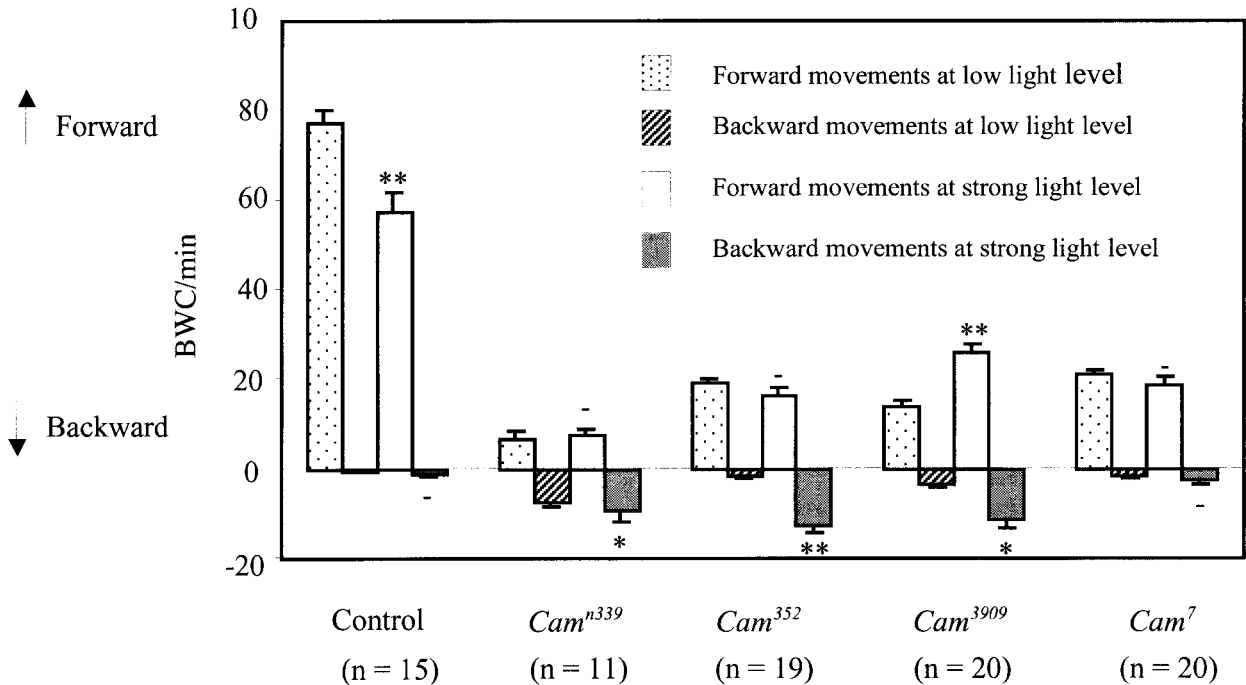 10
80
60
40
20
0
-20
BWC/min
Forward
Backward
Forward movements at low light level
Backward movements at low light level
Forward movements at strong light level
Backward movements at strong light level
**
-
-
*
-
**
**
*
-
-
Control
Cam^n339
Cam^352
Cam^3909
Cam^7
(n = 15)
(n = 11)
(n = 19)
(n = 20)
(n = 20)